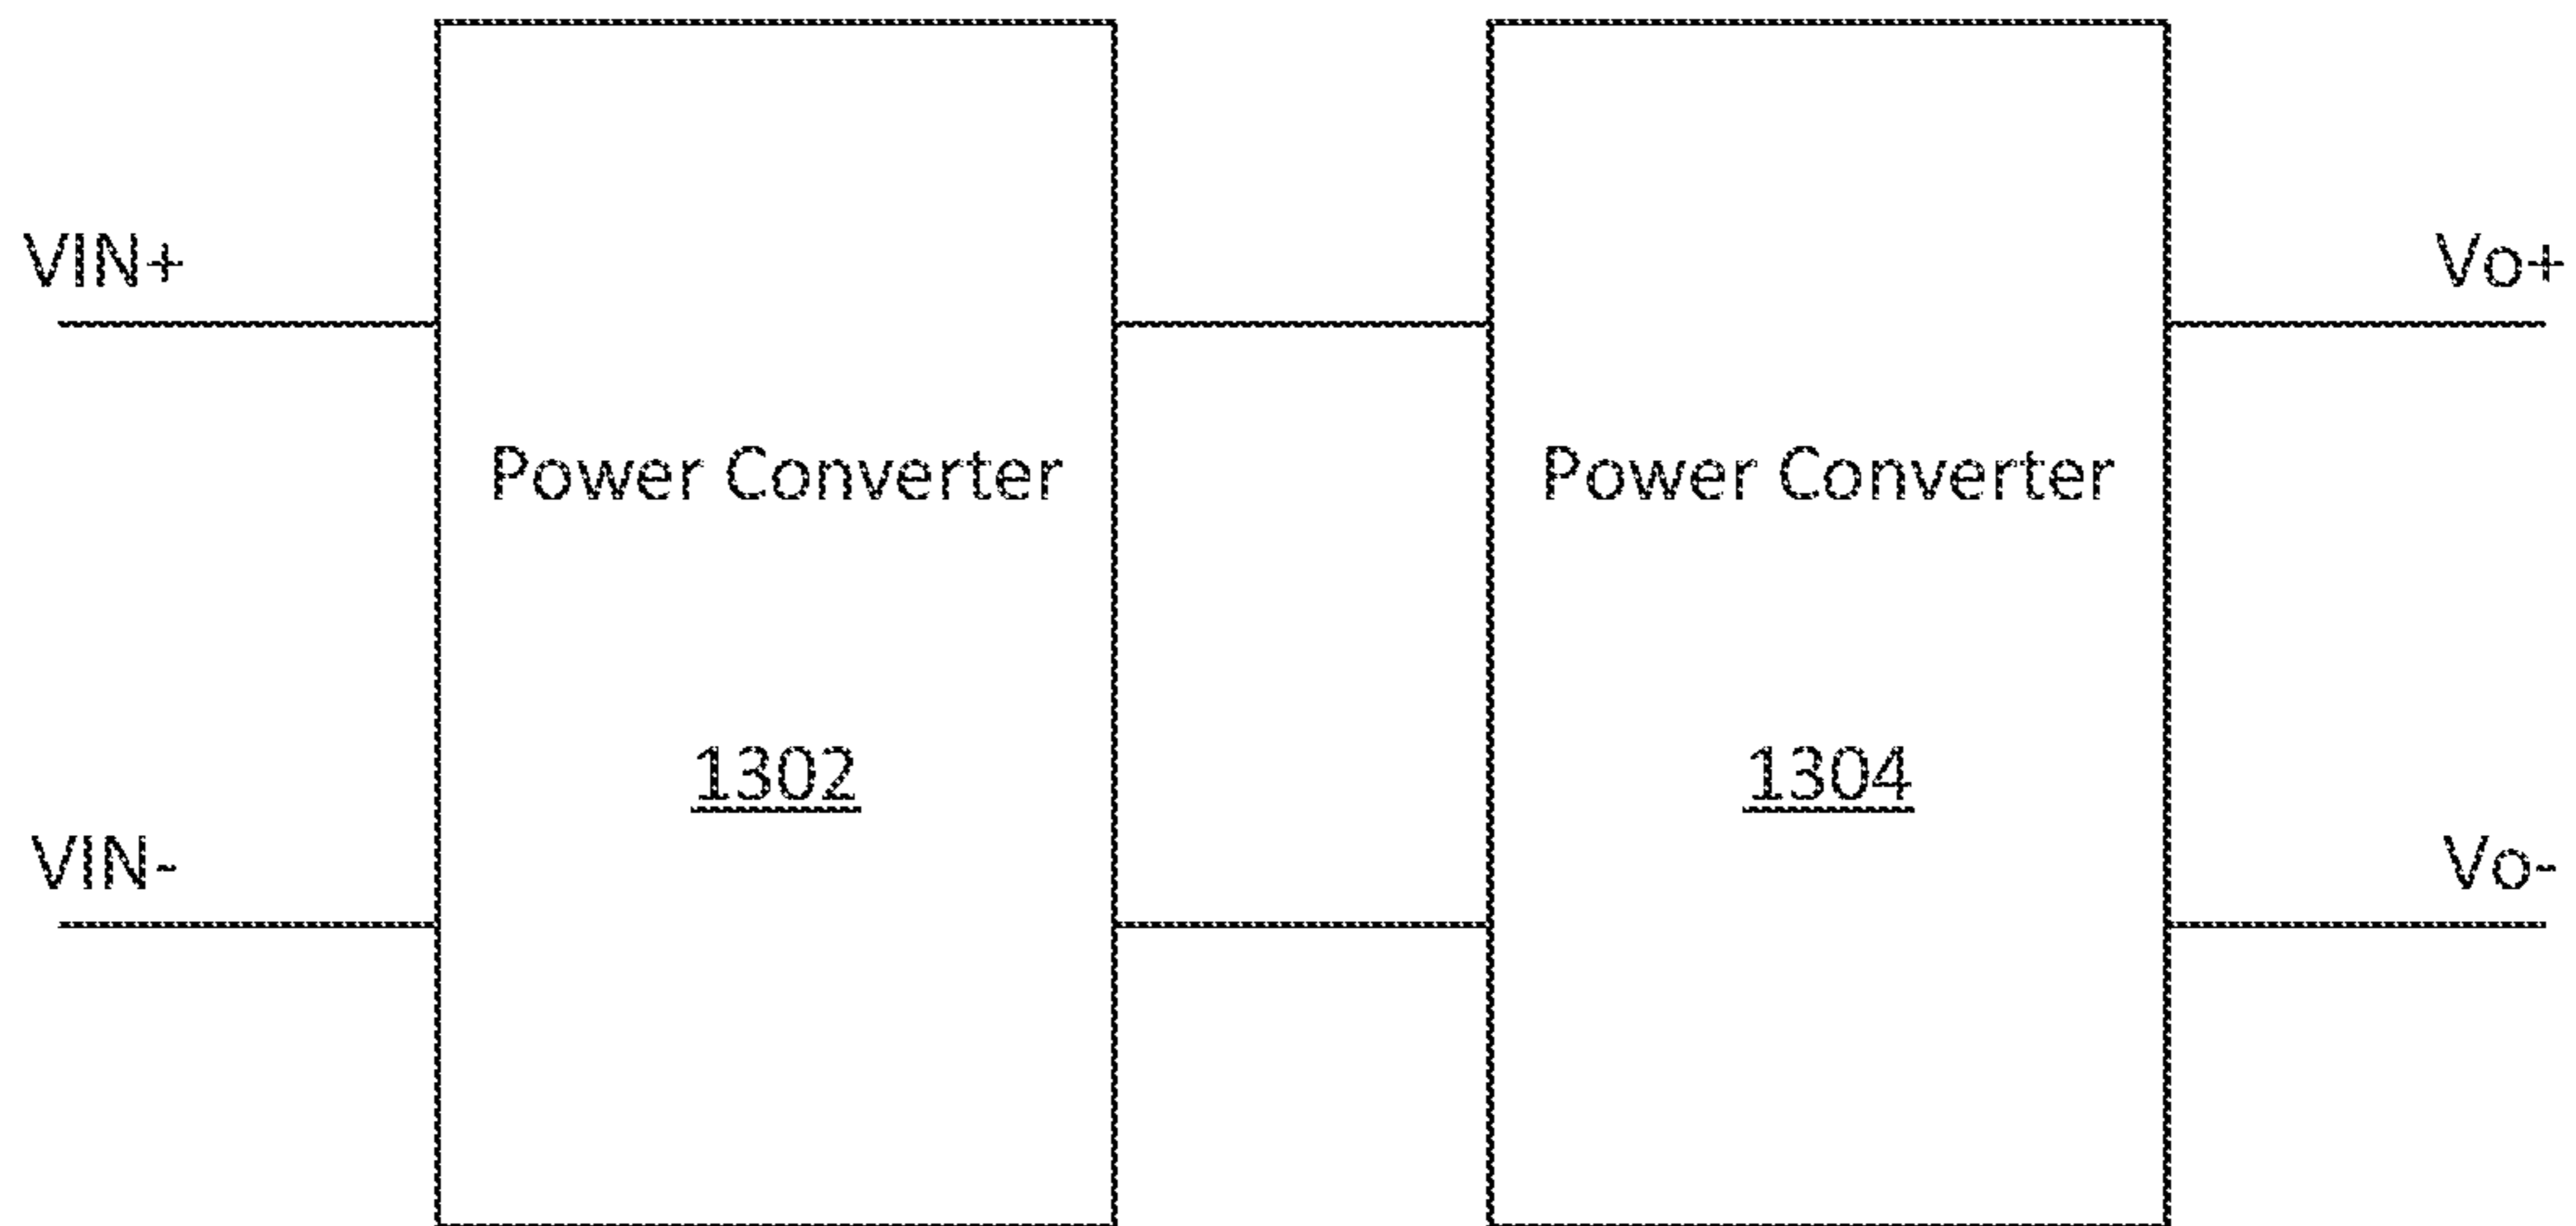 VIN+
Vo+
Power Converter
Power Converter
1302
1304
VIN-
Vo-